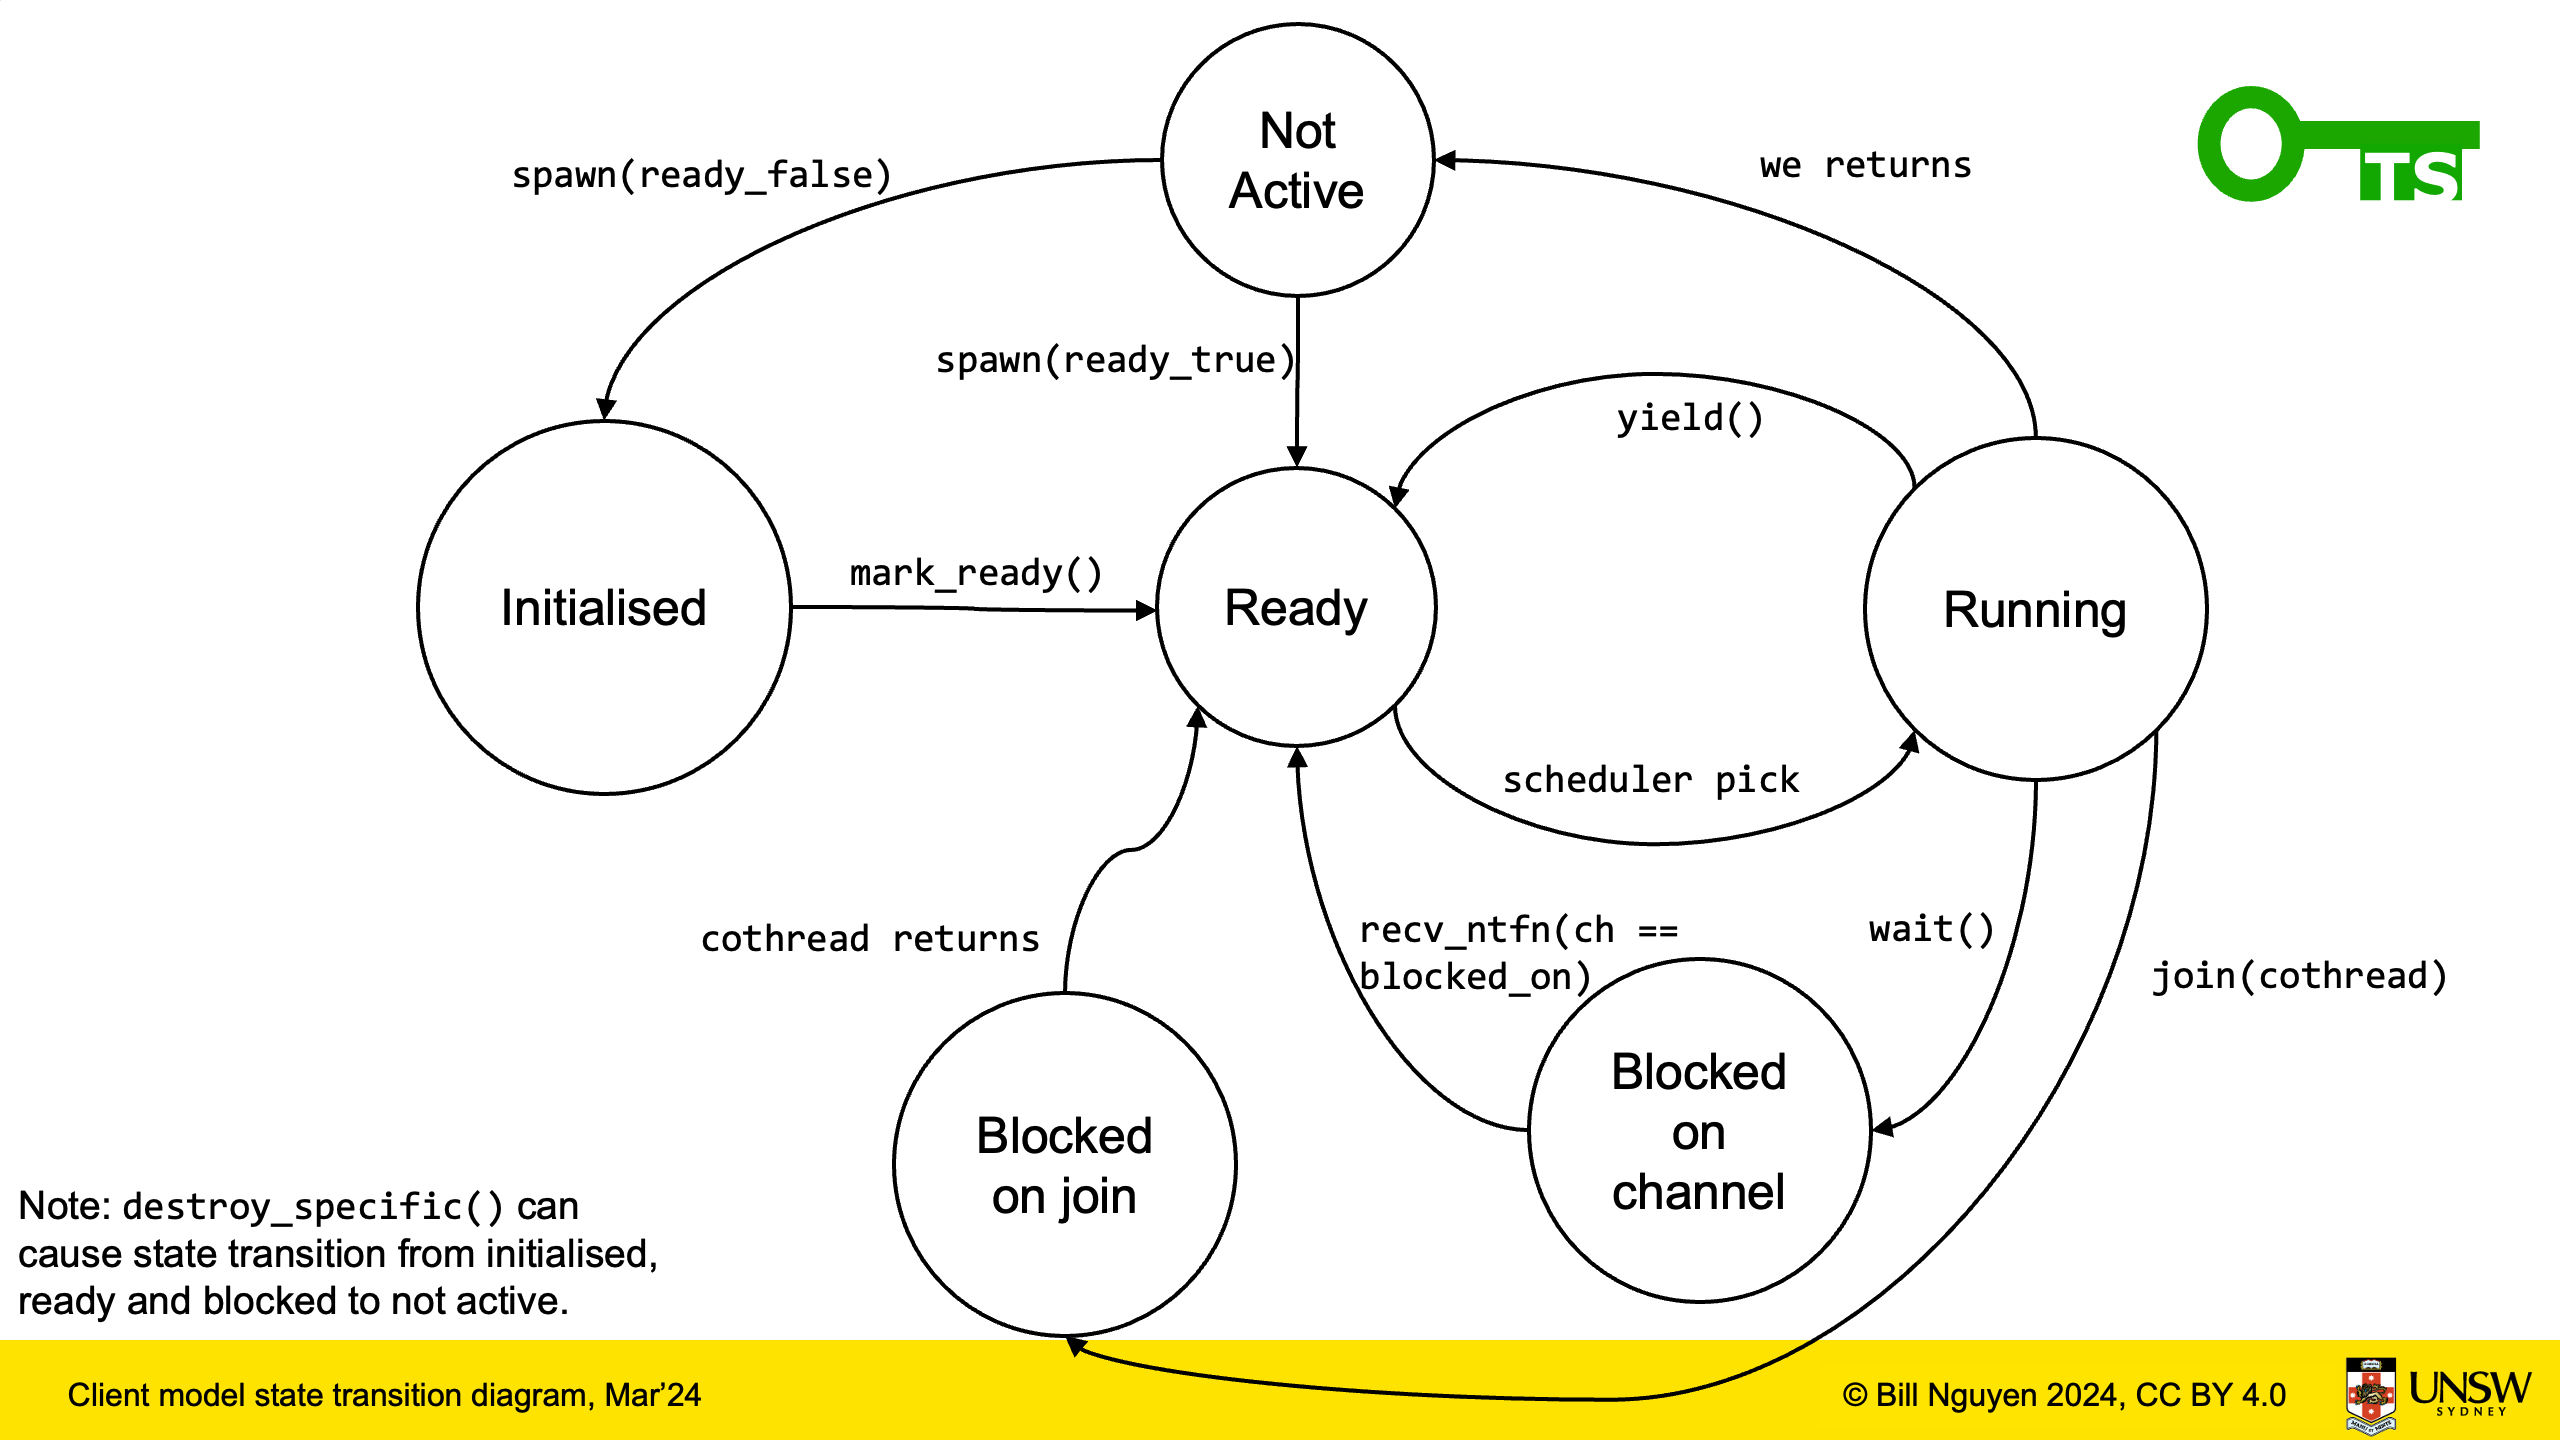 Not
Active
spawn(ready_false)
we returns
TS
spawn(ready_true)
yield()
mark_ready()
Initialised
Ready
Running
scheduler pick
cothread returns
recv_ntfn(ch ==
blocked_on)
wait()
join(cothread)
Blocked
on join
Blocked
on
channel
Note: destroy_specific() can
cause state transition from initialised,
ready and blocked to not active.
Client model state transition diagram, Mar’24
© Bill Nguyen 2024, CC BY 4.0
UNSW
SYDNEY